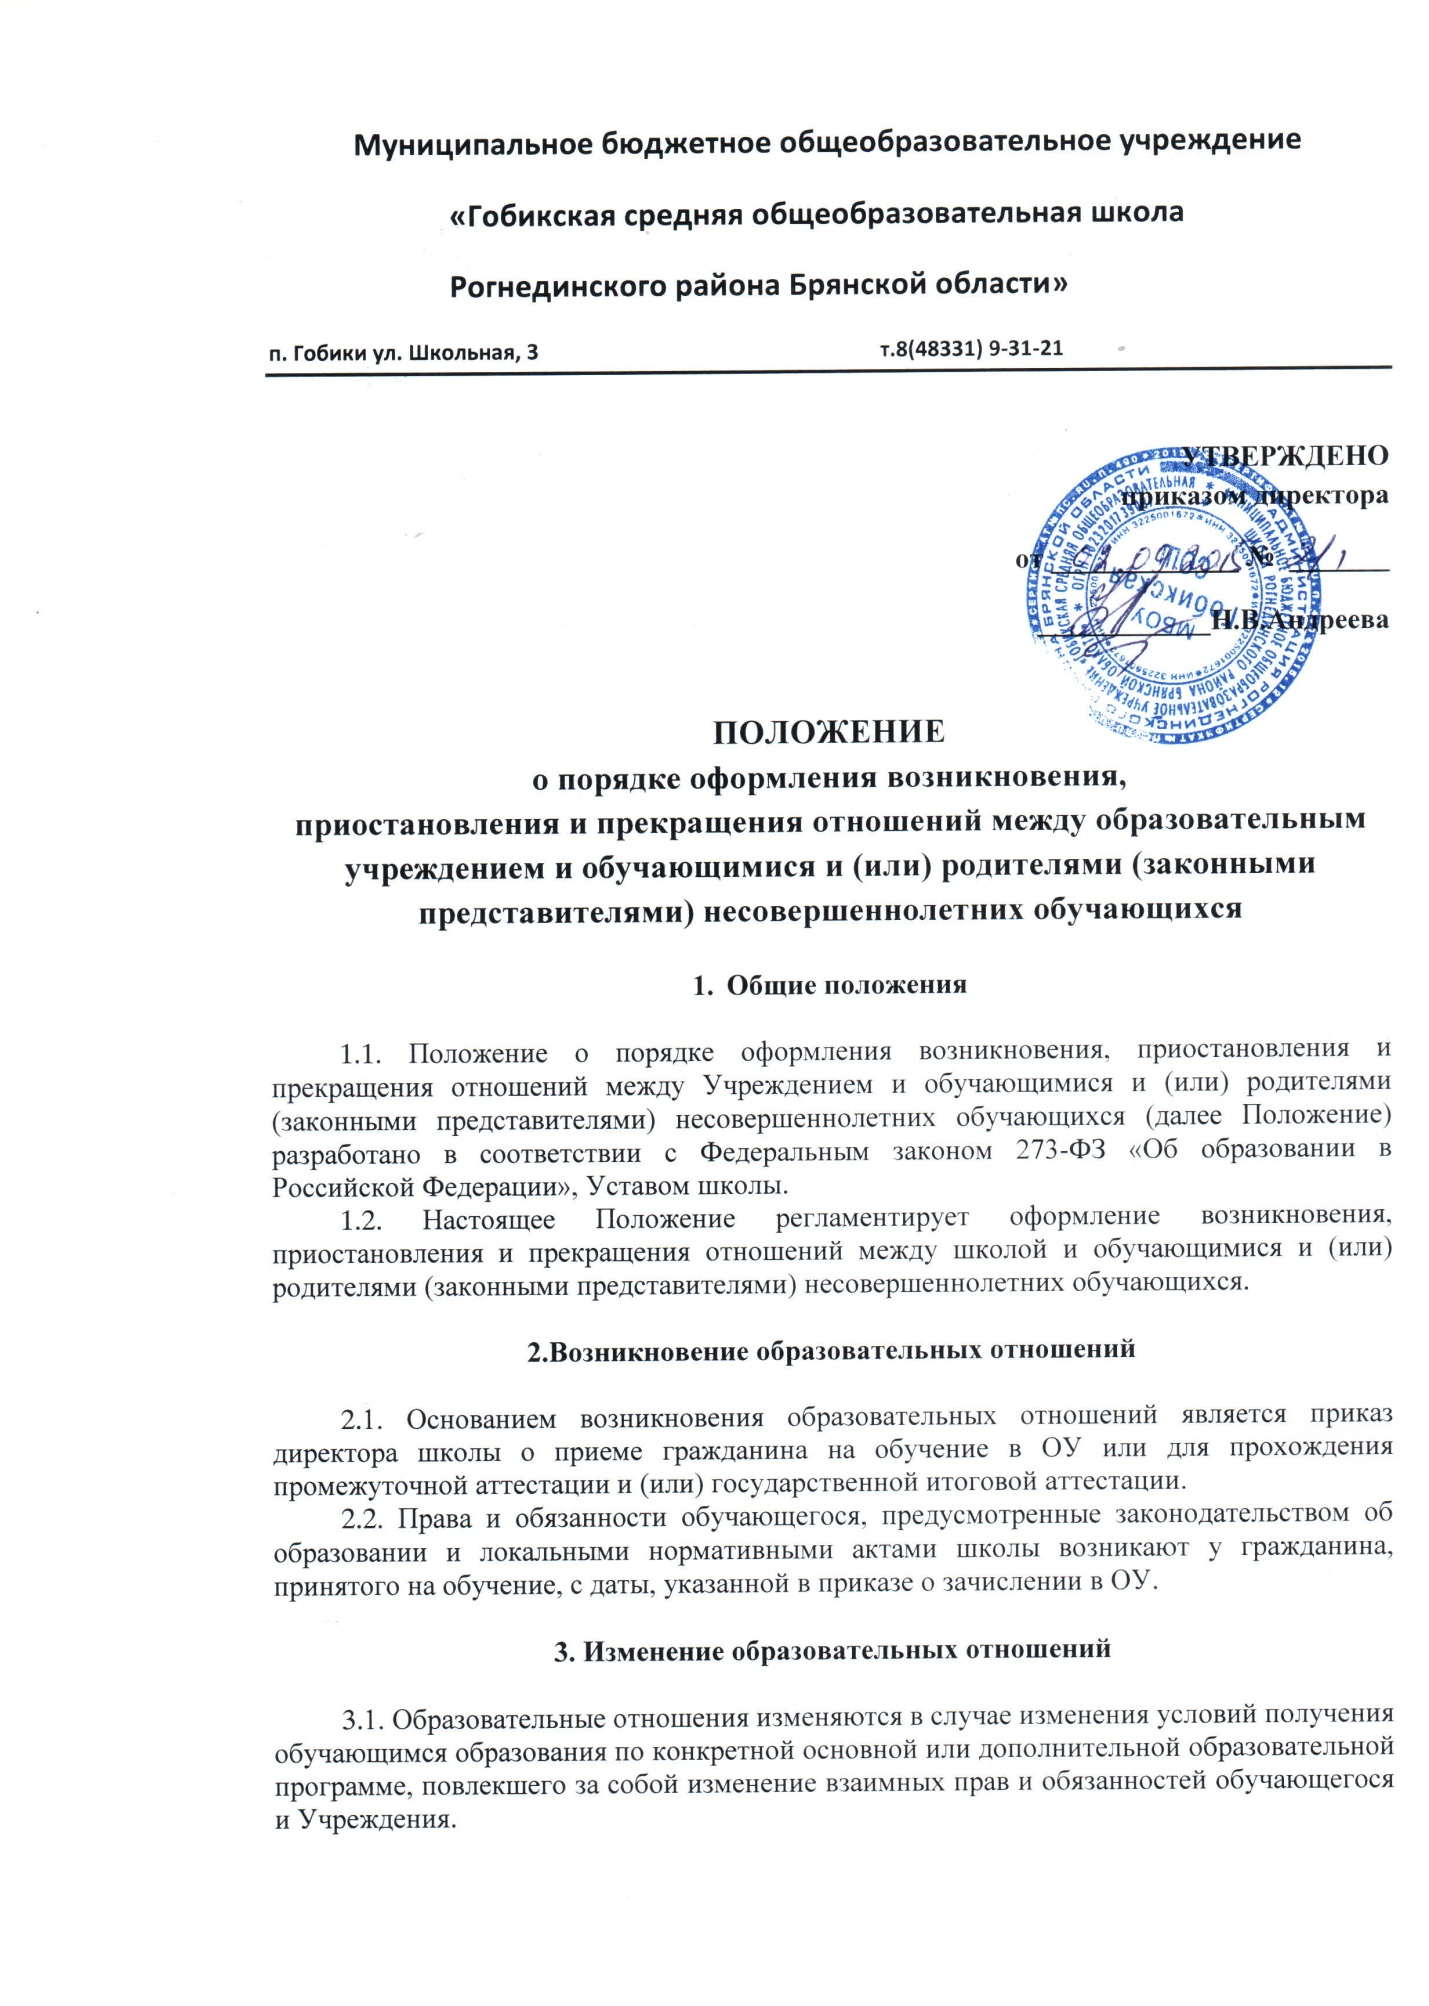 Муниципальное бюджетное общеобразовательное учреждение
«Гобикская средняя общеобразовательная школа
Рогнединского района Брянской области»
п. Гобики ул. Школьная, 3 т.8(48331) 9-31-21
УТВЕРЖДЕНО
приказом директора
от 09 2015 №
Н.В.Андреева
МБОУ
Гобикская
СОШ
ПОЛОЖЕНИЕ
о порядке оформления возникновения,
приостановления и прекращения отношений между образовательным
учреждением и обучающимися и (или) родителями (законными
представителями) несовершеннолетних обучающихся
1. Общие положения
1.1. Положение о порядке оформления возникновения, приостановления и
прекращения отношений между Учреждением и обучающимися и (или) родителями
(законными представителями) несовершеннолетних обучающихся (далее Положение)
разработано в соответствии с Федеральным законом 273-ФЗ «Об образовании в
Российской Федерации», Уставом школы.
1.2. Настоящее Положение регламентирует оформление возникновения,
приостановления и прекращения отношений между школой и обучающимися и (или)
родителями (законными представителями) несовершеннолетних обучающихся.
2.Возникновение образовательных отношений
2.1. Основанием возникновения образовательных отношений является приказ
директора школы о приеме гражданина на обучение в ОУ или для прохождения
промежуточной аттестации и (или) государственной итоговой аттестации.
2.2. Права и обязанности обучающегося, предусмотренные законодательством об
образовании и локальными нормативными актами школы возникают у гражданина,
принятого на обучение, с даты, указанной в приказе о зачислении в ОУ.
3. Изменение образовательных отношений
3.1. Образовательные отношения изменяются в случае изменения условий получения
обучающимся образования по конкретной основной или дополнительной образовательной
программе, повлекшего за собой изменение взаимных прав и обязанностей обучающегося
и Учреждения.